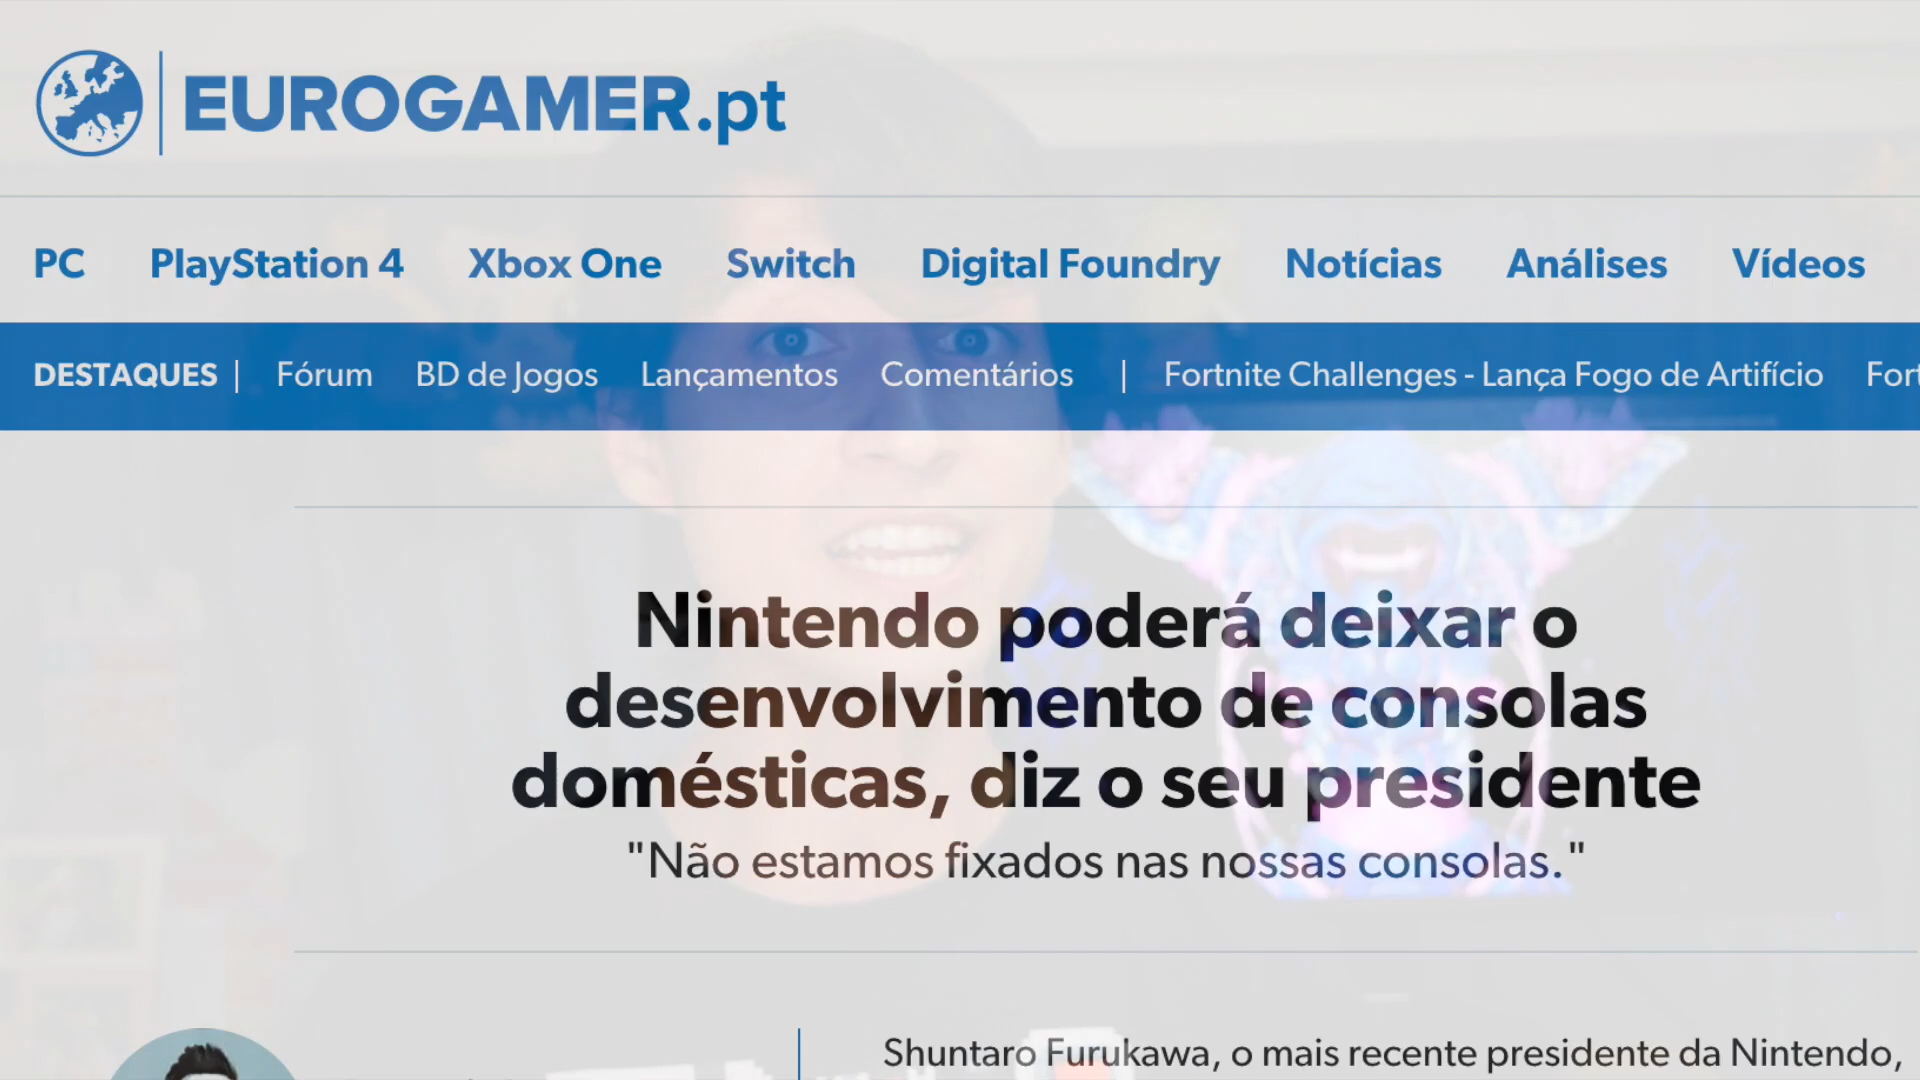 EUROGAMER.pt
PC PlayStation 4 Xbox One Switch Digital Foundry Notícias Análises Vídeos
DESTAQUES | Fórum BD de Jogos Lançamentos Comentários | Fortnite Challenges - Lança Fogo de Artifício
Nintendo poderá deixar o
desenvolvimento de consolas
domésticas, diz o seu presidente
"Não estamos fixados nas nossas consolas."
Shuntaro Furukawa, o mais recente presidente da Nintendo,